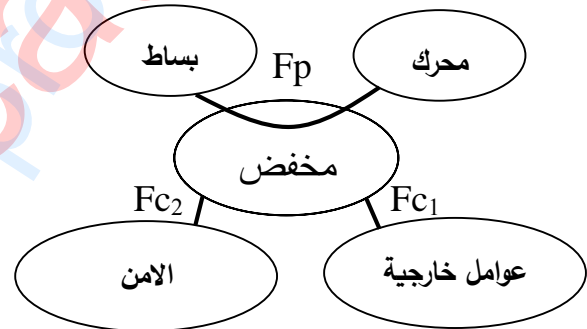 محرك
Fp
بساط
مخفض
Fc₁
Fc₂
عوامل خارجية
الامن